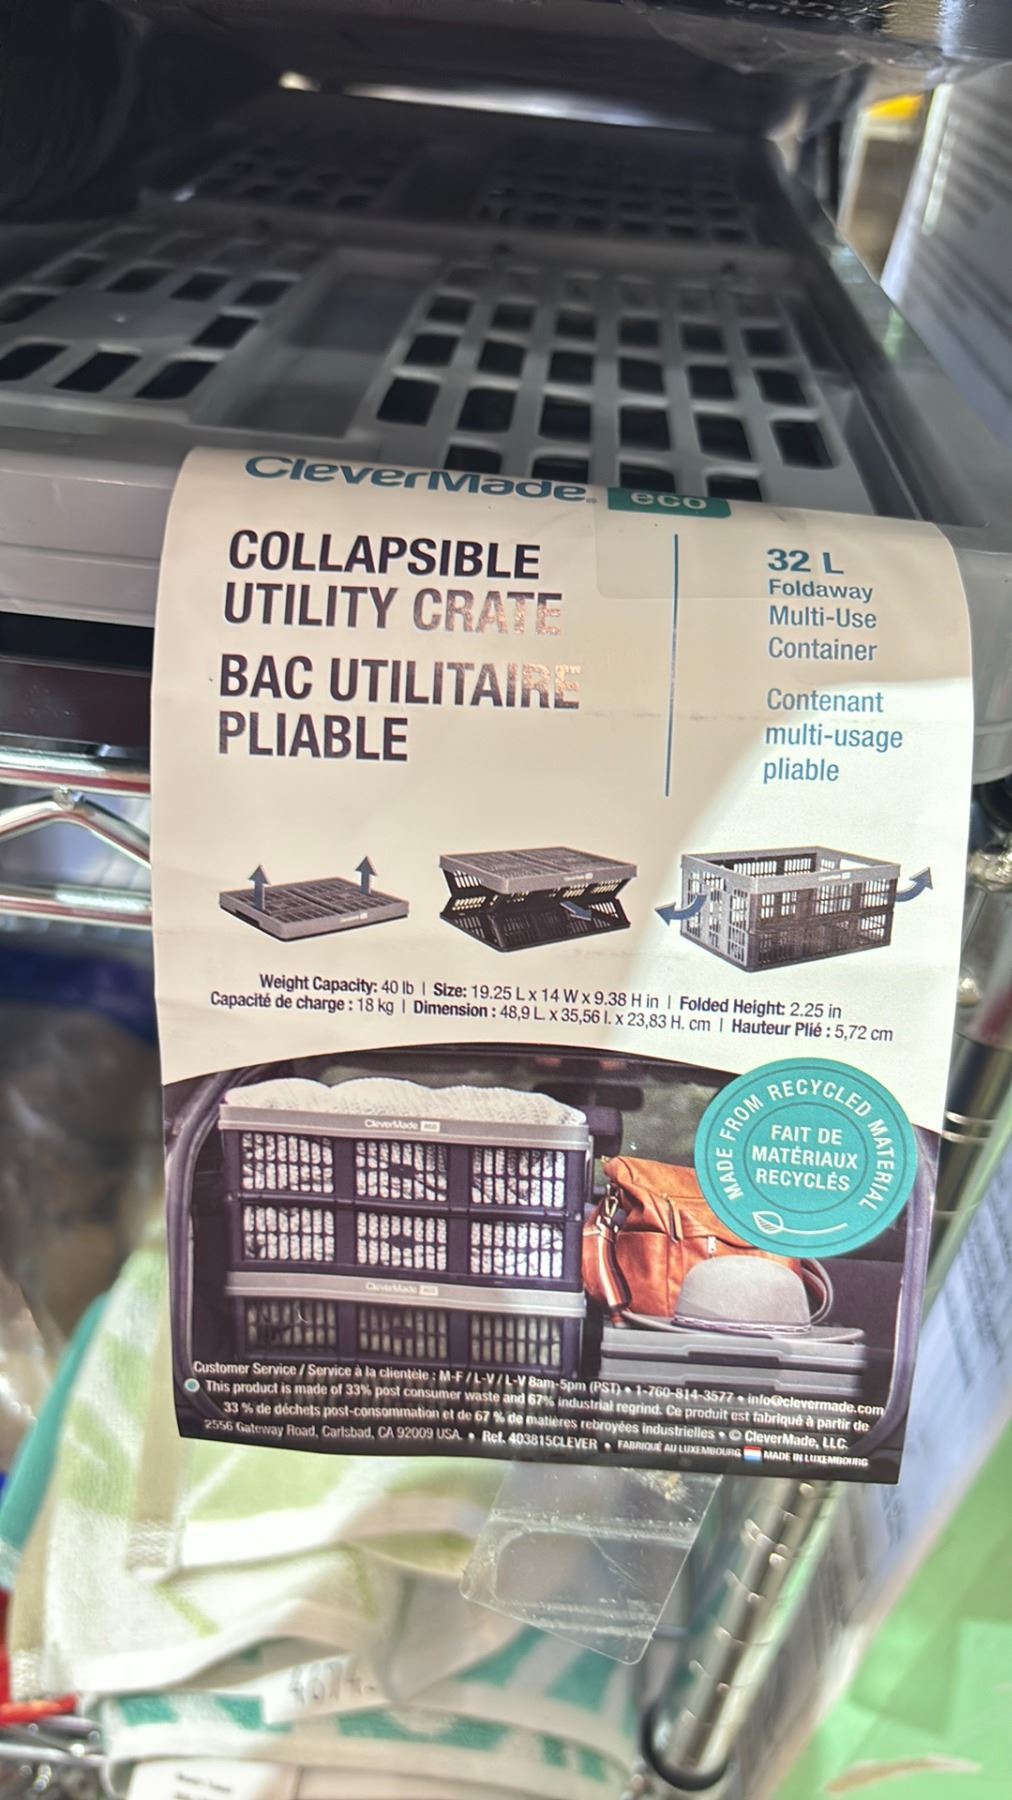 CleverMade. eco
COLLAPSIBLE
UTILITY CRATE
BAC UTILITAIRE
PLIABLE
32 L
Foldaway
Multi-Use
Container
Contenant
multi-usage
pliable
Weight Capacity: 40 lb | Size: 19.25 L x 14 W x 9.38 H in | Folded Height: 2.25 in
Capacité de charge : 18 kg | Dimension : 48,9 L. x 35,56 l. x 23,83 H. cm | Hauteur Plié : 5,72 cm
MADE FROM RECYCLED MATERIAL
FAIT DE
MATÉRIAUX
RECYCLÉS
CleverMade eco
CleverMade eco
Customer Service / Service à la clientèle : M-F / L-V / L-V 8am-5pm (PST) • 1-760-814-3577 • info@clevermade.com
This product is made of 33% post consumer waste and 67% industrial regrind. Ce produit est fabriqué à partir de
33 % de déchets post-consommation et de 67 % de matières rebroyées industrielles • © CleverMade, LLC.
2556 Gateway Road, Carlsbad, CA 92009 USA. • Ref. 403815CLEVER • FABRIQUÉ AU LUXEMBOURG MADE IN LUXEMBOURG